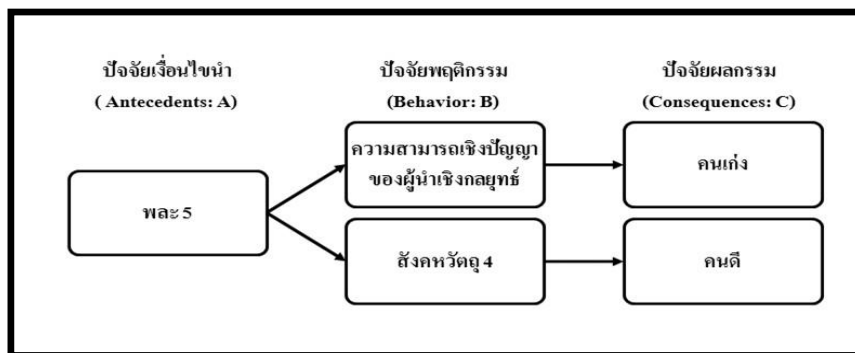 ปัจจัยเงื่อนไขนำ
( Antecedents: A)
ปัจจัยพฤติกรรม
(Behavior: B)
ปัจจัยผลกรรม
(Consequences: C)
พละ 5
ความสามารถเชิงปัญญา
ของผู้นำเชิงกลยุทธ์
คนเก่ง
สังคหวัตถุ 4
คนดี